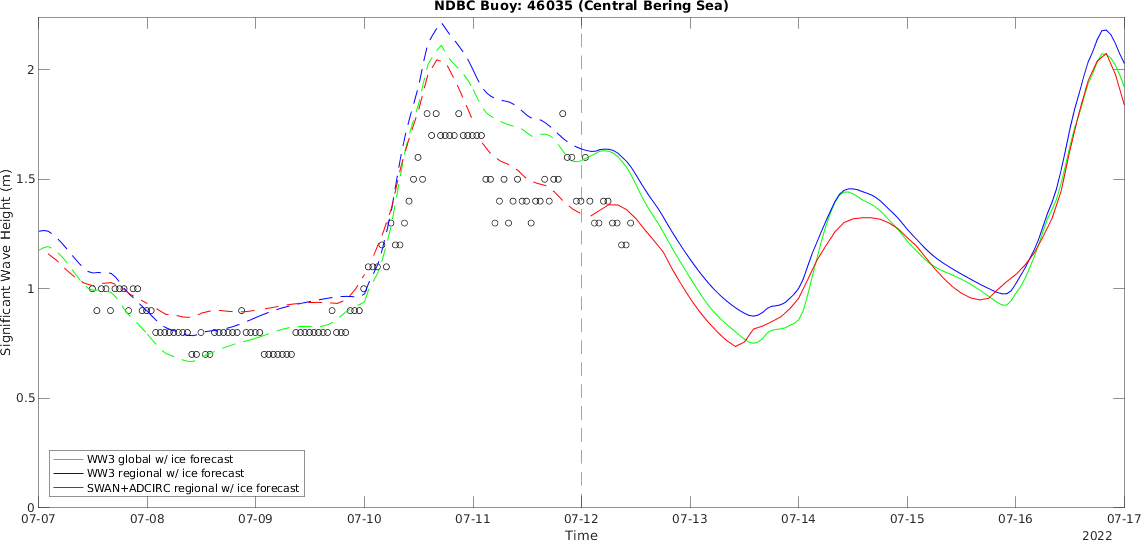 NDBC Buoy: 46035 (Central Bering Sea)
Significant Wave Height (m)
2
1.5
1
0.5
0
WW3 global w/ ice forecast
WW3 regional w/ ice forecast
SWAN+ADCIRC regional w/ ice forecast
07-07 07-08 07-09 07-10 07-11 07-12 07-13 07-14 07-15 07-16 07-17
Time
2022